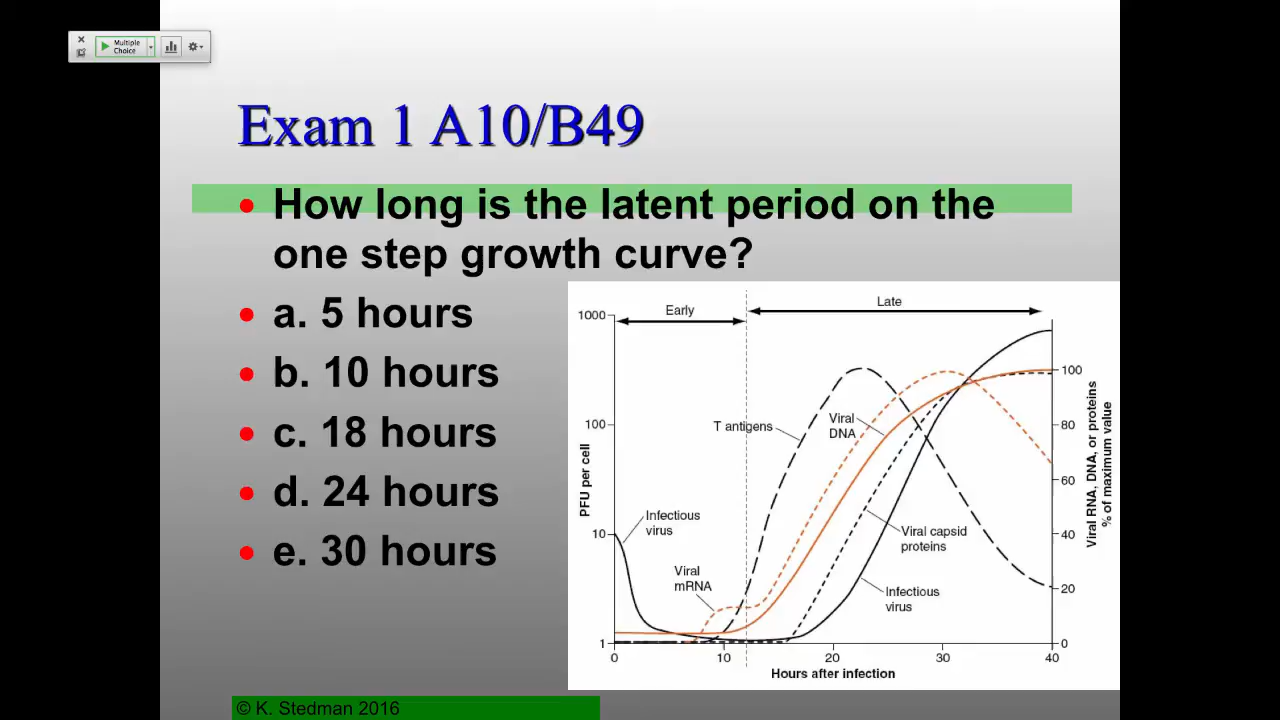 Multiple
Choice
Exam 1 A10/B49
• How long is the latent period on the
one step growth curve?
• a. 5 hours
• b. 10 hours
• c. 18 hours
• d. 24 hours
• e. 30 hours
Early
Late
1000
100
10
1
PFU per cell
T antigens
Viral
DNA
Infectious
virus
Viral
mRNA
Viral capsid
proteins
Infectious
virus
100
80
60
40
20
0
Viral RNA, DNA, or proteins
% of maximum value
0 10 20 30 40
Hours after infection
© K. Stedman 2016